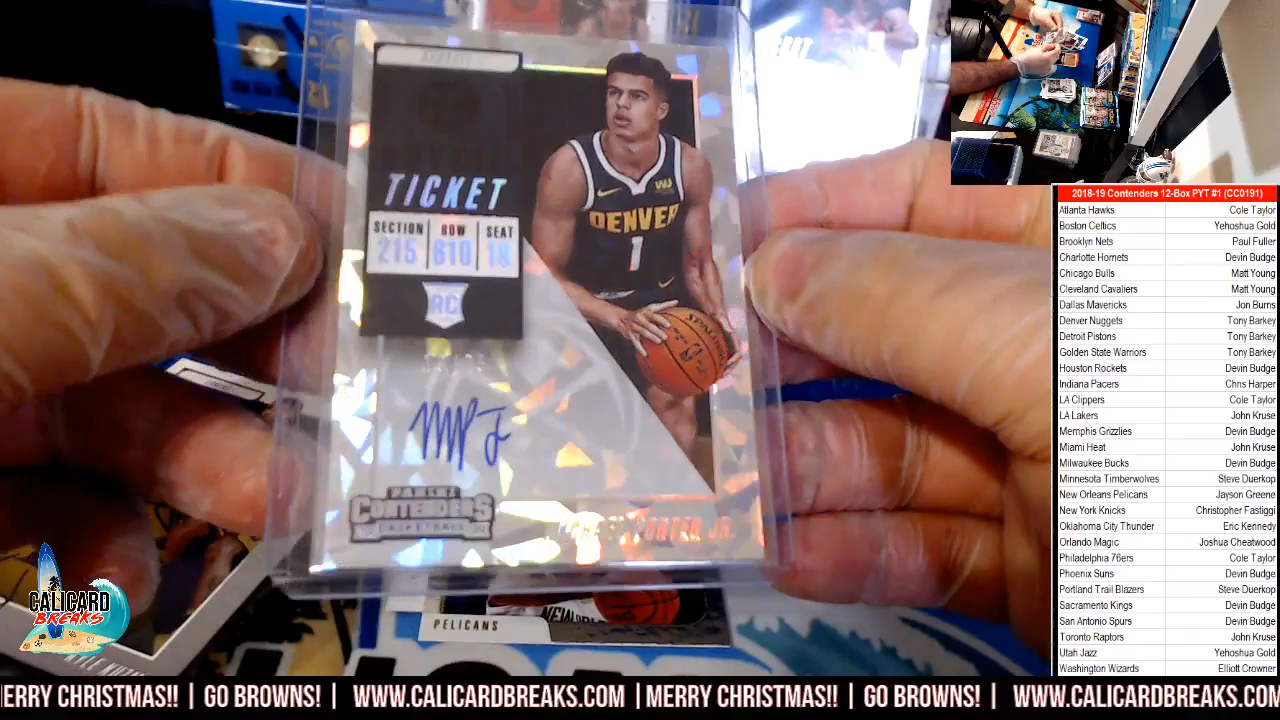 TICKET
SECTION ROW SEAT
215 610 18
RC
DENVER
1
SPALDING
MPJ
PANINI
CONTENDERS
BASKETBALL
PORTER JR.
PELICANS
CALICARD
BREAKS
2018-19 Contenders 12-Box PYT #1 (CC0191)
Atlanta Hawks Cole Taylor
Boston Celtics Yehoshua Gold
Brooklyn Nets Paul Fuller
Charlotte Hornets Devin Budge
Chicago Bulls Matt Young
Cleveland Cavaliers Matt Young
Dallas Mavericks Jon Burns
Denver Nuggets Tony Barkey
Detroit Pistons Tony Barkey
Golden State Warriors Tony Barkey
Houston Rockets Devin Budge
Indiana Pacers Chris Harper
LA Clippers Cole Taylor
LA Lakers John Kruse
Memphis Grizzlies Devin Budge
Miami Heat John Kruse
Milwaukee Bucks Devin Budge
Minnesota Timberwolves Steve Duerkop
New Orleans Pelicans Jayson Greene
New York Knicks Christopher Fastiggi
Oklahoma City Thunder Eric Kennedy
Orlando Magic Joshua Cheatwood
Philadelphia 76ers Cole Taylor
Phoenix Suns Devin Budge
Portland Trail Blazers Steve Duerkop
Sacramento Kings Devin Budge
San Antonio Spurs Devin Budge
Toronto Raptors John Kruse
Utah Jazz Yehoshua Gold
Washington Wizards Elliott Crowner
ERRY CHRISTMAS!! | GO BROWNS! | WWW.CALICARDBREAKS.COM | MERRY CHRISTMAS!! | GO BROWNS! | WWW.CALICARDBREAKS.COM